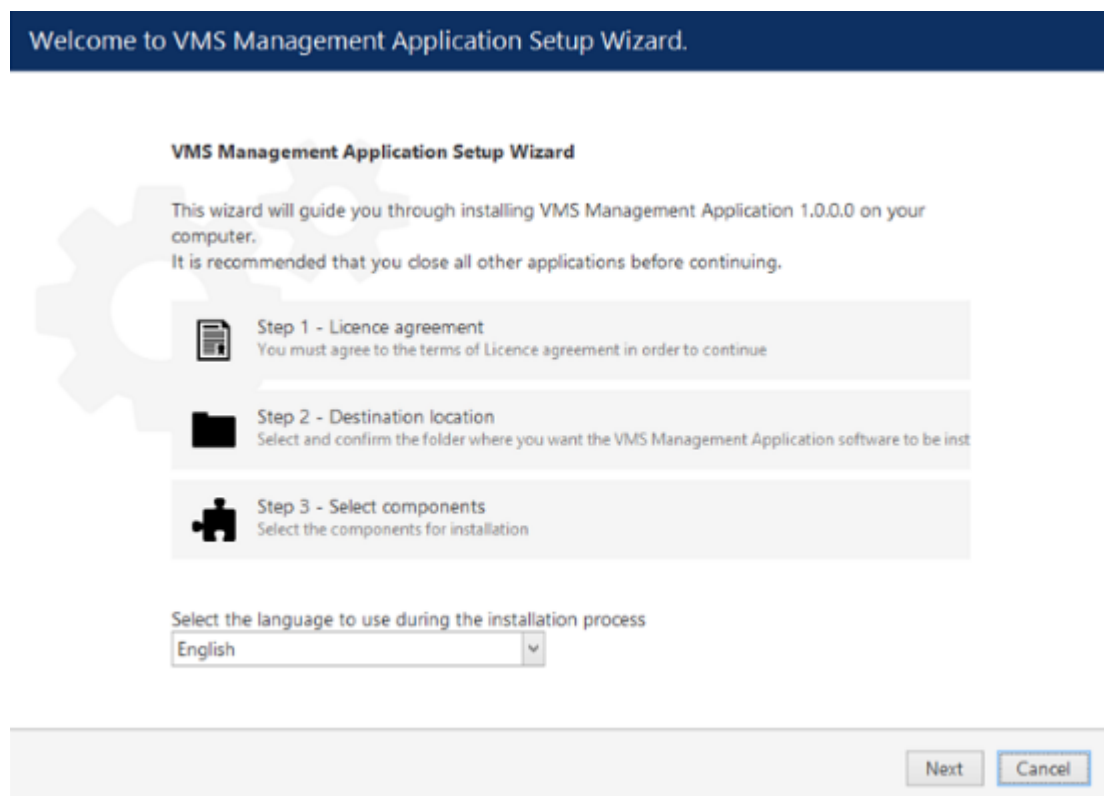 Welcome to VMS Management Application Setup Wizard.
VMS Management Application Setup Wizard
This wizard will guide you through installing VMS Management Application 1.0.0.0 on your
computer.
It is recommended that you close all other applications before continuing.
Step 1 - Licence agreement
You must agree to the terms of Licence agreement in order to continue
Step 2 - Destination location
Select and confirm the folder where you want the VMS Management Application software to be inst
Step 3 - Select components
Select the components for installation
Select the language to use during the installation process
English
Next Cancel